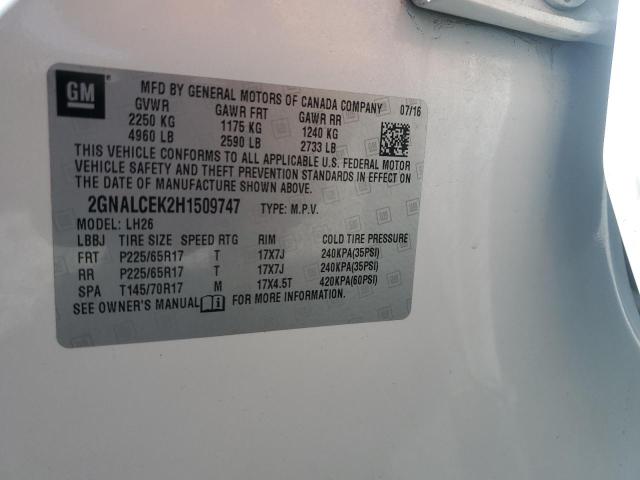 GM
MFD BY GENERAL MOTORS OF CANADA COMPANY 07/16
GVWR GAWR FRT GAWR RR
2250 KG 1175 KG 1240 KG
4960 LB 2590 LB 2733 LB
THIS VEHICLE CONFORMS TO ALL APPLICABLE U.S. FEDERAL MOTOR
VEHICLE SAFETY AND THEFT PREVENTION STANDARDS IN EFFECT ON
THE DATE OF MANUFACTURE SHOWN ABOVE.
2GNALCEK2H1509747 TYPE: M.P.V.
MODEL: LH26
LBBJ TIRE SIZE SPEED RTG RIM COLD TIRE PRESSURE
FRT P225/65R17 T 17X7J 240KPA(35PSI)
RR P225/65R17 T 17X7J 240KPA(35PSI)
SPA T145/70R17 M 17X4.5T 420KPA(60PSI)
SEE OWNER'S MANUAL